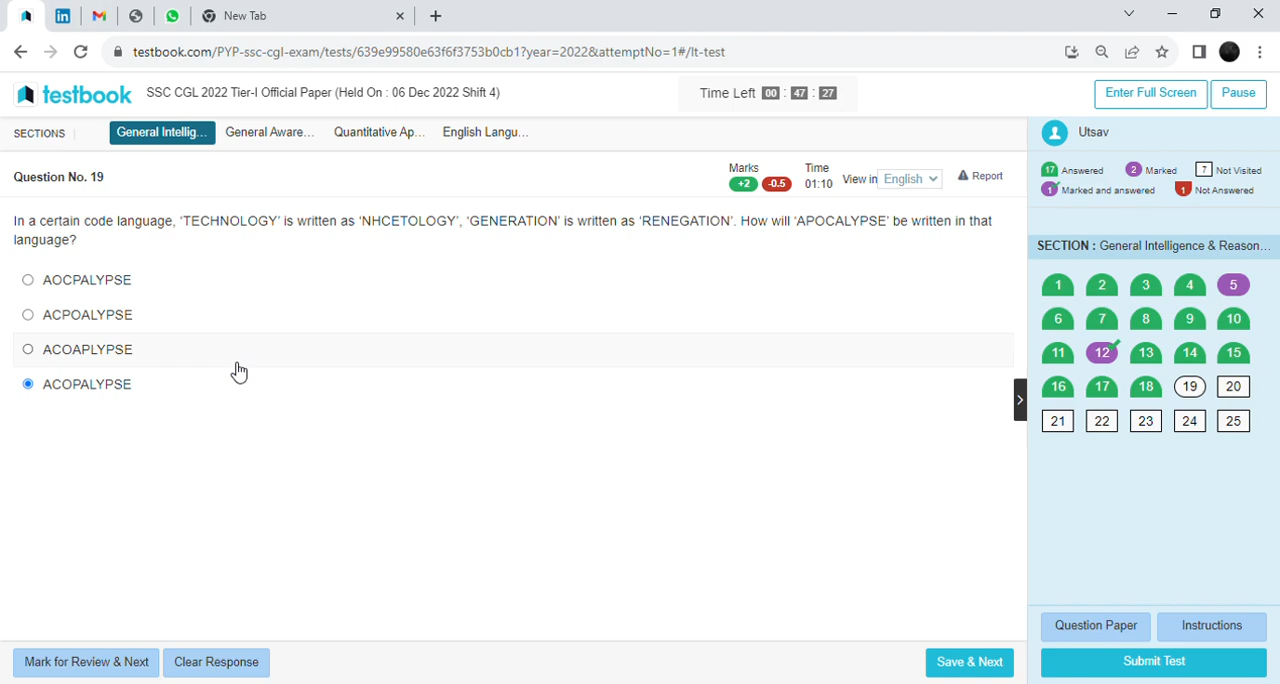 New Tab
testbook.com/PYP-ssc-cgl-exam/tests/639e99580e63f6f3753b0cb1?year=2022&attemptNo=1#/lt-test
testbook SSC CGL 2022 Tier-I Official Paper (Held On : 06 Dec 2022 Shift 4) Time Left 00 : 47 : 27 Enter Full Screen Pause
SECTIONS General Intellig... General Aware... Quantitative Ap... English Langu...
Question No. 19 Marks +2 -0.5 Time 01:10 View in English Report
In a certain code language, 'TECHNOLOGY' is written as 'NHCETOLOGY', 'GENERATION' is written as 'RENEGATION'. How will 'APOCALYPSE' be written in that
language?
AOCPALYPSE
ACPOALYPSE
ACOAPLYPSE
ACOPALYPSE
Mark for Review & Next Clear Response Save & Next
Utsav
17 Answered 2 Marked 7 Not Visited
1 Marked and answered 1 Not Answered
SECTION : General Intelligence & Reason...
1 2 3 4 5
6 7 8 9 10
11 12 13 14 15
16 17 18 19 20
21 22 23 24 25
Question Paper Instructions
Submit Test